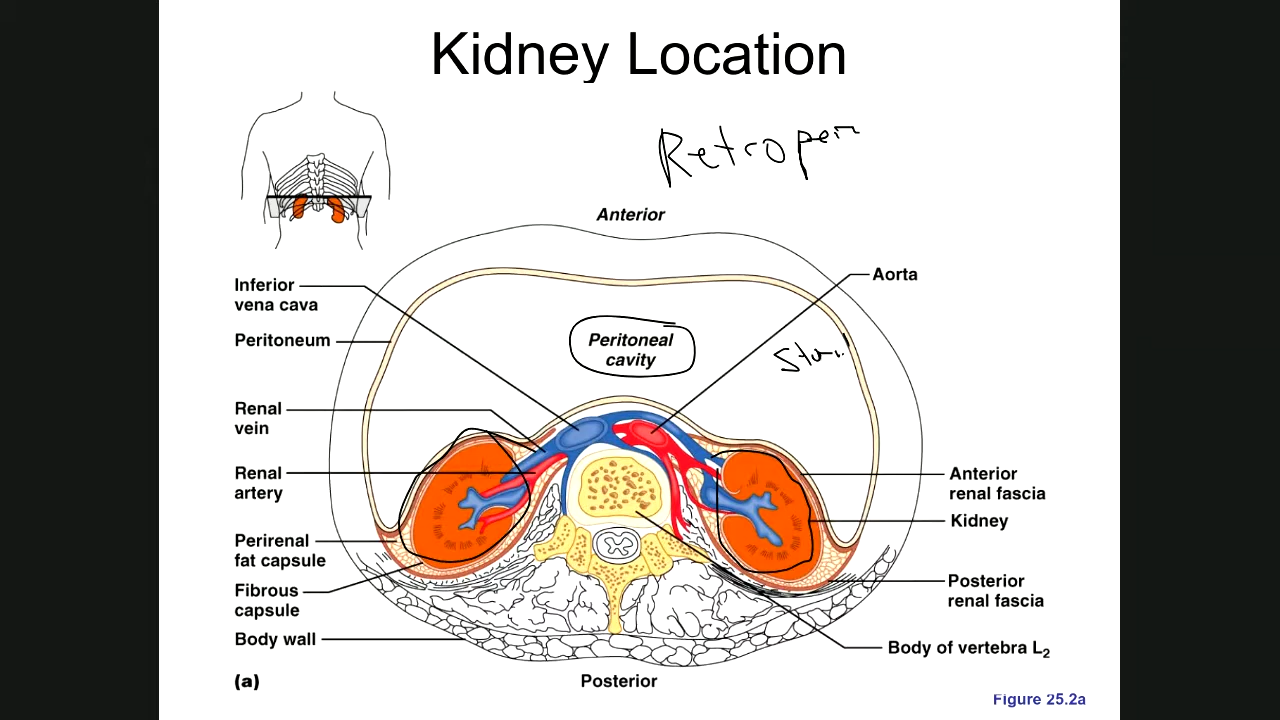 Kidney Location
Retroperi
Anterior
Inferior
vena cava
Aorta
Peritoneum
Peritoneal
cavity
Renal
vein
Renal
artery
Anterior
renal fascia
Kidney
Perirenal
fat capsule
Fibrous
capsule
Posterior
renal fascia
Body wall
Body of vertebra L₂
(a)
Posterior
Figure 25.2a